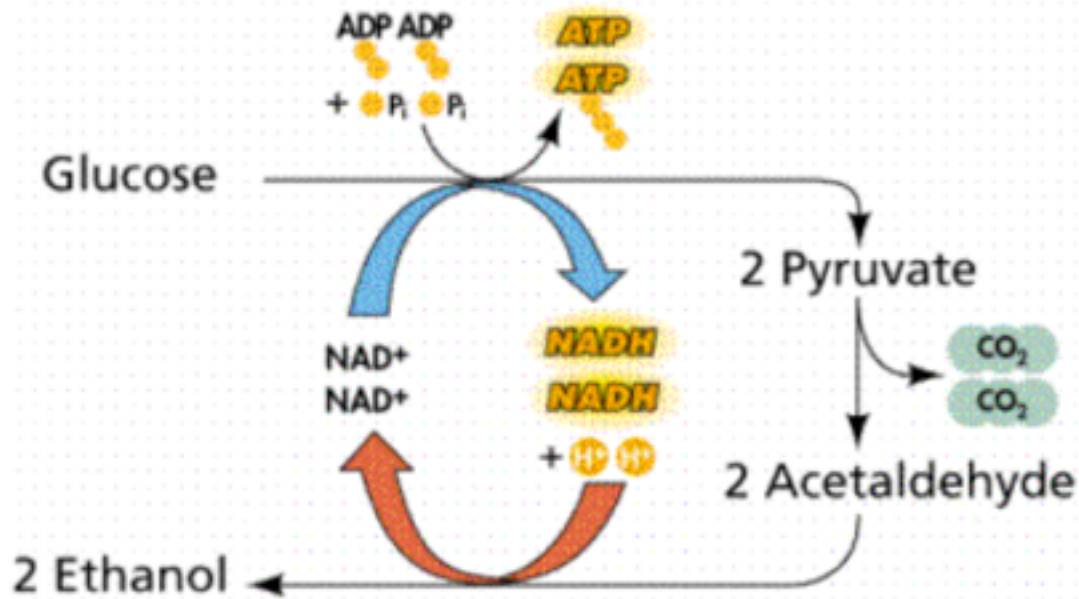 ADP ADP
+ Pi Pi
ATP
ATP
Glucose
2 Pyruvate
NAD+
NAD+
NADH
NADH
+ H+ H+
CO₂
CO₂
2 Acetaldehyde
2 Ethanol